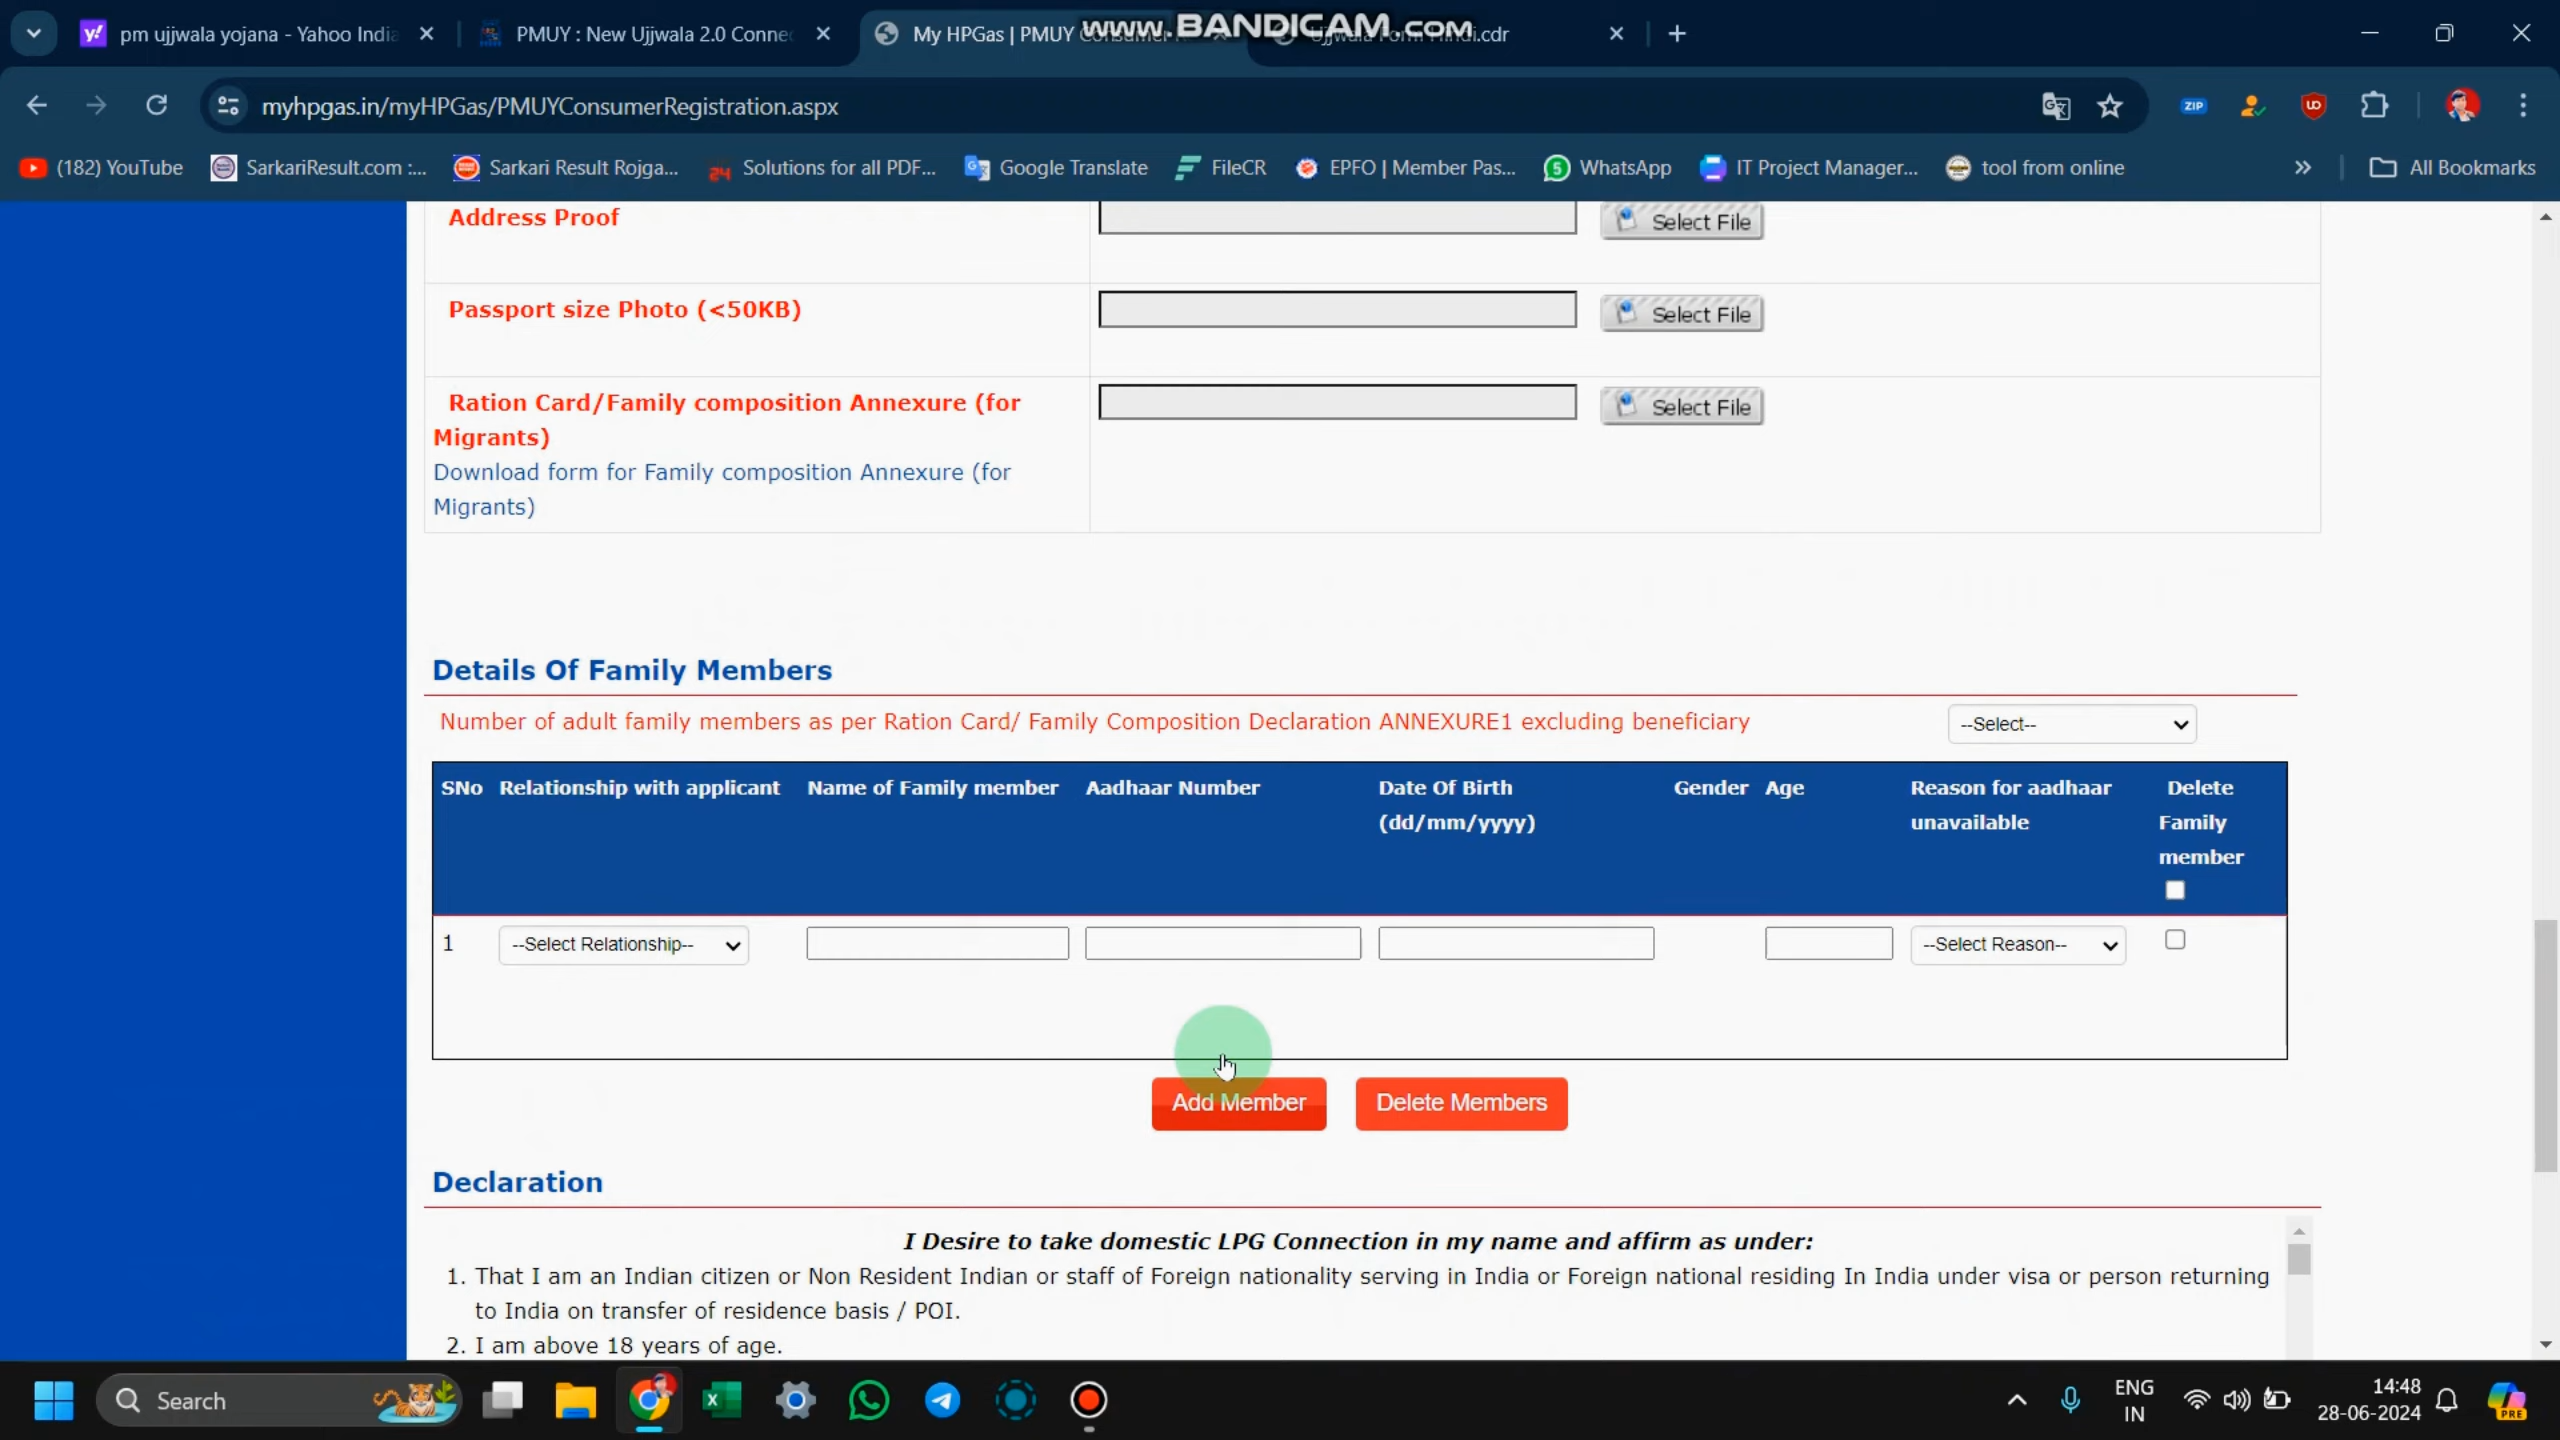 pm ujjwala yojana - Yahoo India
PMUY : New Ujjwala 2.0 Connec
My HPGas | PMUY Consumer
www.BANDICAM.com
Ujjwala Form Hindi.cdr
myhpgas.in/myHPGas/PMUYConsumerRegistration.aspx
ZIP
(182) YouTube
SarkariResult.com :...
Sarkari Result Rojga...
24
Solutions for all PDF...
Google Translate
FileCR
EPFO | Member Pas...
5
WhatsApp
IT Project Manager...
tool from online
All Bookmarks
Address Proof
Select File
Passport size Photo (<50KB)
Select File
Ration Card/Family composition Annexure (for
Migrants)
Select File
Download form for Family composition Annexure (for
Migrants)
Details Of Family Members
Number of adult family members as per Ration Card/ Family Composition Declaration ANNEXURE1 excluding beneficiary
--Select--
SNo Relationship with applicant Name of Family member Aadhaar Number Date Of Birth Gender Age Reason for aadhaar Delete
(dd/mm/yyyy) unavailable Family
member
1 --Select Relationship-- --Select Reason--
Add Member Delete Members
Declaration
I Desire to take domestic LPG Connection in my name and affirm as under:
1. That I am an Indian citizen or Non Resident Indian or staff of Foreign nationality serving in India or Foreign national residing In India under visa or person returning
to India on transfer of residence basis / POI.
2. I am above 18 years of age.
Search
ENG
IN
14:48
28-06-2024
PRE